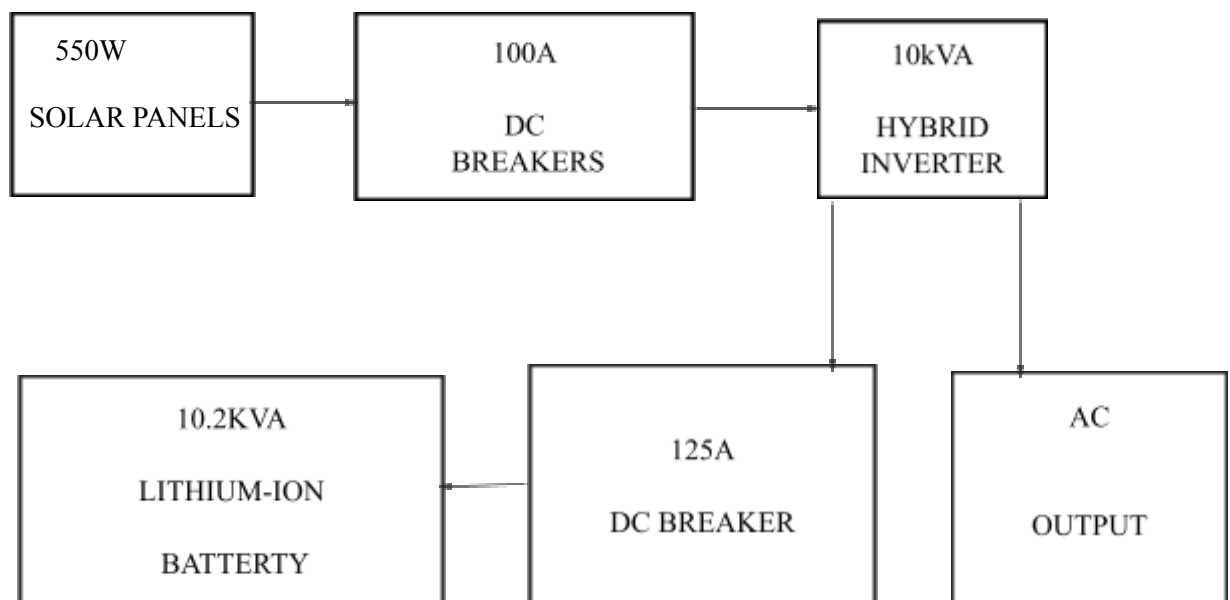 550W
SOLAR PANELS
100A
DC
BREAKERS
10kVA
HYBRID
INVERTER
10.2KVA
LITHIUM-ION
BATTERTY
125A
DC BREAKER
AC
OUTPUT